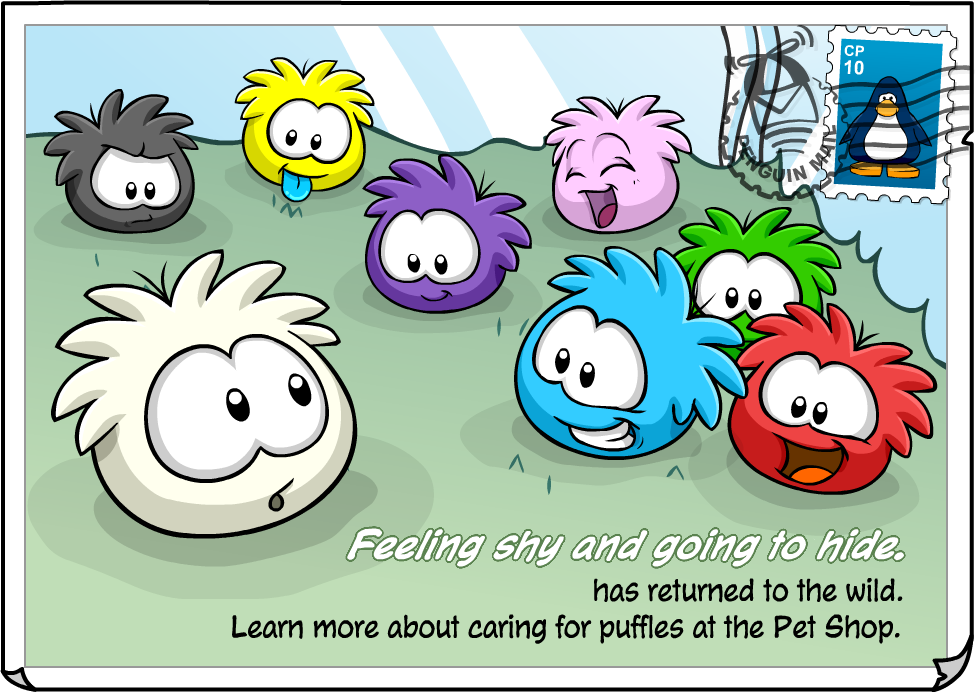 CP
10
PENGUIN MAIL
Feeling shy and going to hide.
has returned to the wild.
Learn more about caring for puffles at the Pet Shop.